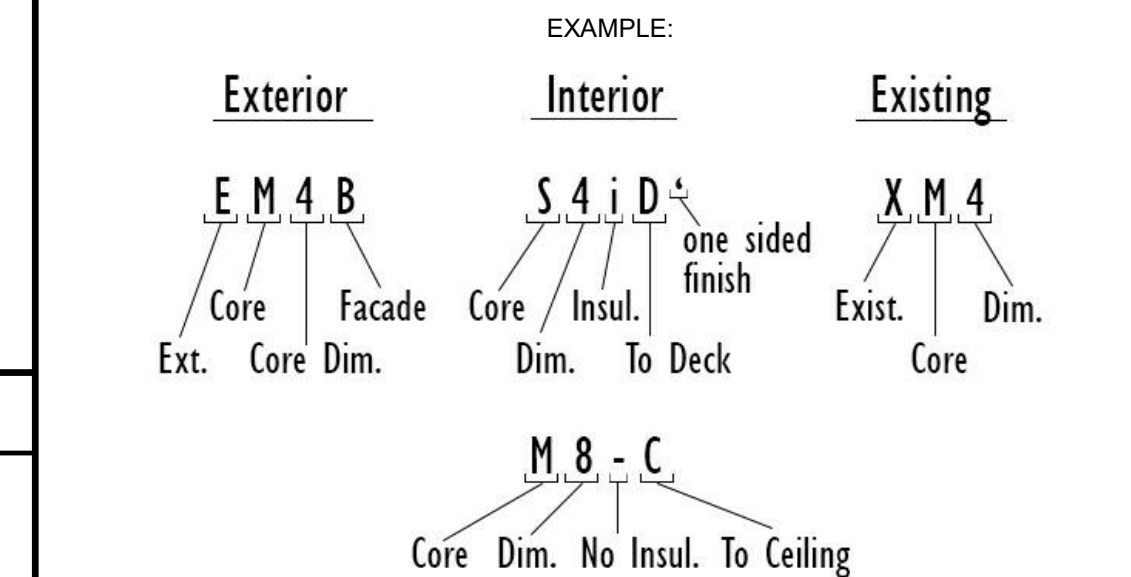 EXAMPLE:
Exterior Interior Existing
E M 4 B S 4 i D ‘ X M 4
one sided
finish
Core Facade Core Insul. Exist. Dim.
Ext. Core Dim. Dim. To Deck Core
M 8 - C
Core Dim. No Insul. To Ceiling